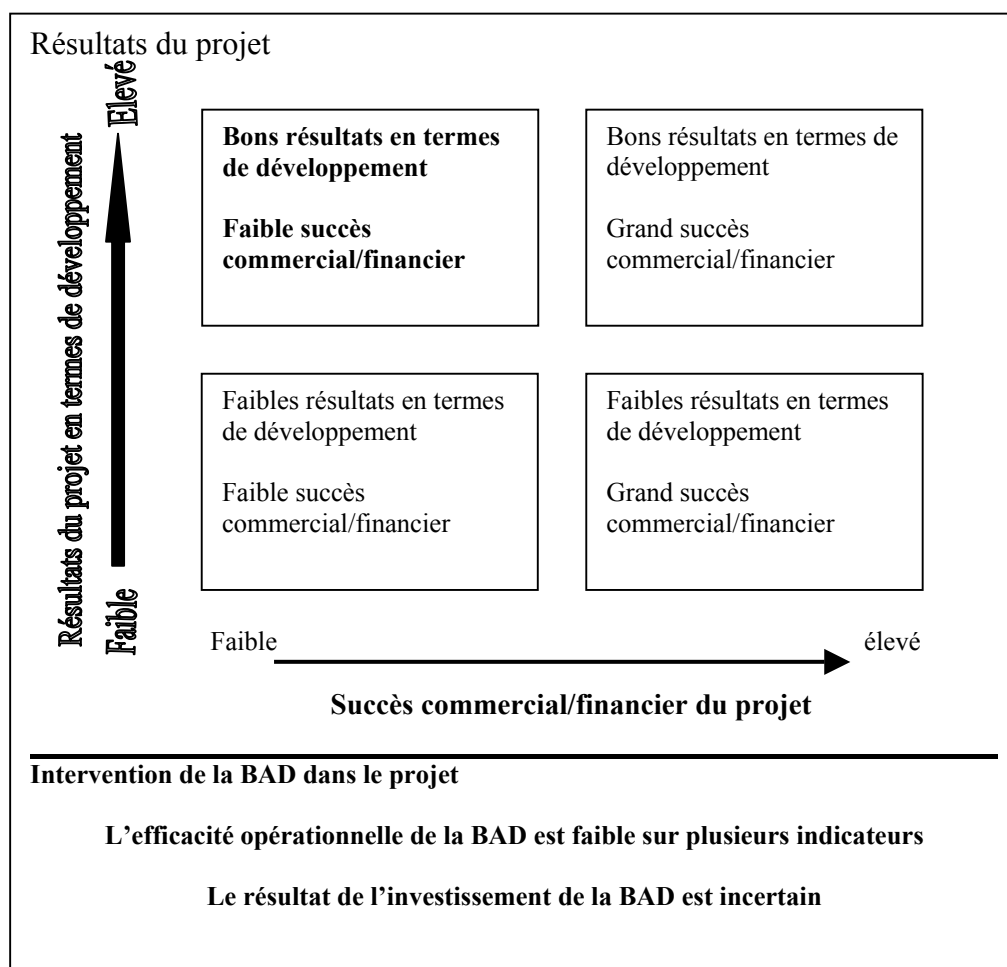 Résultats du projet
Elevé
Résultats du projet en termes de développement
Faible
Bons résultats en termes
de développement
Faible succès
commercial/financier
Bons résultats en termes de
développement
Grand succès
commercial/financier
Faibles résultats en termes
de développement
Faible succès
commercial/financier
Faibles résultats en termes
de développement
Grand succès
commercial/financier
Faible
élevé
Succès commercial/financier du projet
Intervention de la BAD dans le projet
L’efficacité opérationnelle de la BAD est faible sur plusieurs indicateurs
Le résultat de l’investissement de la BAD est incertain